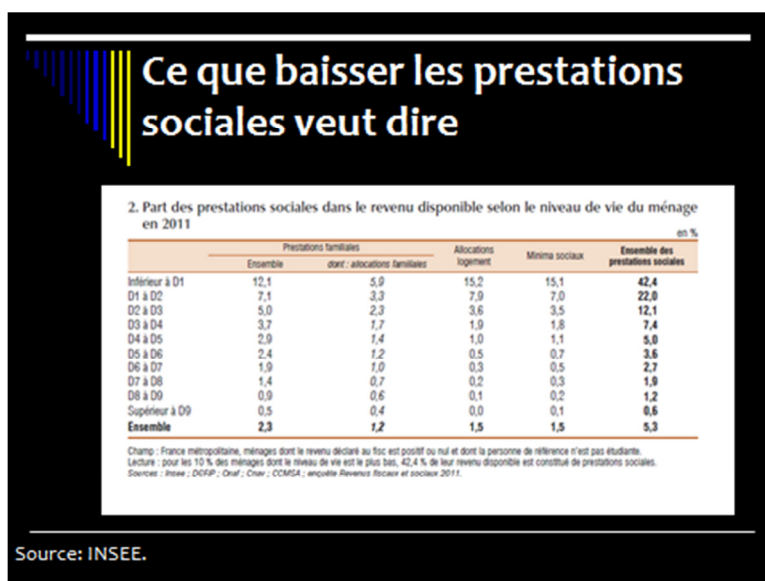 Ce que baisser les prestations
sociales veut dire
2. Part des prestations sociales dans le revenu disponible selon le niveau de vie du ménage
en 2011
en %
Prestations familiales Allocations logement Minima sociaux Ensemble des prestations sociales
Ensemble dont : allocations familiales
Inférieur à D1 12,1 5,9 15,2 15,1 42,4
D1 à D2 7,1 3,3 7,9 7,0 22,0
D2 à D3 5,0 2,3 3,6 3,5 12,1
D3 à D4 3,7 1,7 1,9 1,8 7,4
D4 à D5 2,9 1,4 1,0 1,1 5,0
D5 à D6 2,4 1,2 0,5 0,7 3,6
D6 à D7 1,9 1,0 0,3 0,5 2,7
D7 à D8 1,4 0,7 0,2 0,3 1,9
D8 à D9 0,9 0,6 0,1 0,2 1,2
Supérieur à D9 0,5 0,4 0,0 0,1 0,6
Ensemble 2,3 1,2 1,5 1,5 5,3
Champ : France métropolitaine, ménages dont le revenu déclaré au fisc est positif ou nul et dont la personne de référence n'est pas étudiante.
Lecture : pour les 10 % des ménages dont le niveau de vie est le plus bas, 42,4 % de leur revenu disponible est constitué de prestations sociales.
Sources : Insee ; DGFiP ; Cnaf ; Cnav ; CCMSA ; enquête Revenus fiscaux et sociaux 2011.
Source: INSEE.